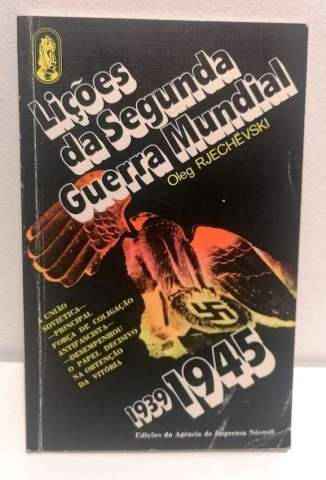 Lições
da Segunda
Guerra Mundial
Oleg RJECHÉVSKI
A UNIÃO
SOVIÉTICA—
—PRINCIPAL
FORÇA DE COLIGAÇÃO
ANTIFASCISTA—
—DESEMPENHOU
O PAPEL DECISIVO
NA OBTENÇÃO
DA VITÓRIA
1939 1945
Edições da Agência de Imprensa Nóvosti